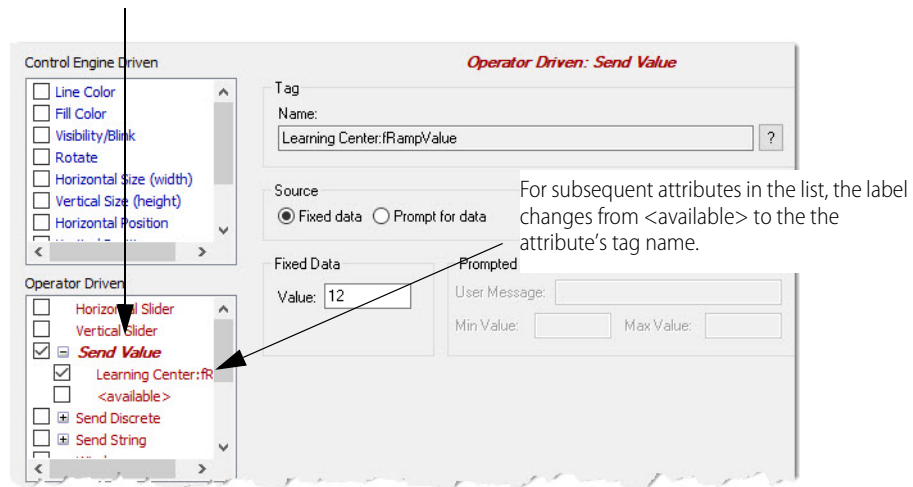 Control Engine Driven
Operator Driven: Send Value
Line Color
Fill Color
Visibility/Blink
Rotate
Horizontal Size (width)
Vertical Size (height)
Horizontal Position
Tag
Name:
Learning Center:fRampValue
?
Source
Fixed data
Prompt for data
For subsequent attributes in the list, the label
changes from <available> to the the
attribute's tag name.
Fixed Data
Value: 12
Prompted
User Message:
Min Value:
Max Value:
Operator Driven
Horizontal Slider
Vertical Slider
Send Value
Learning Center:fR
<available>
Send Discrete
Send String